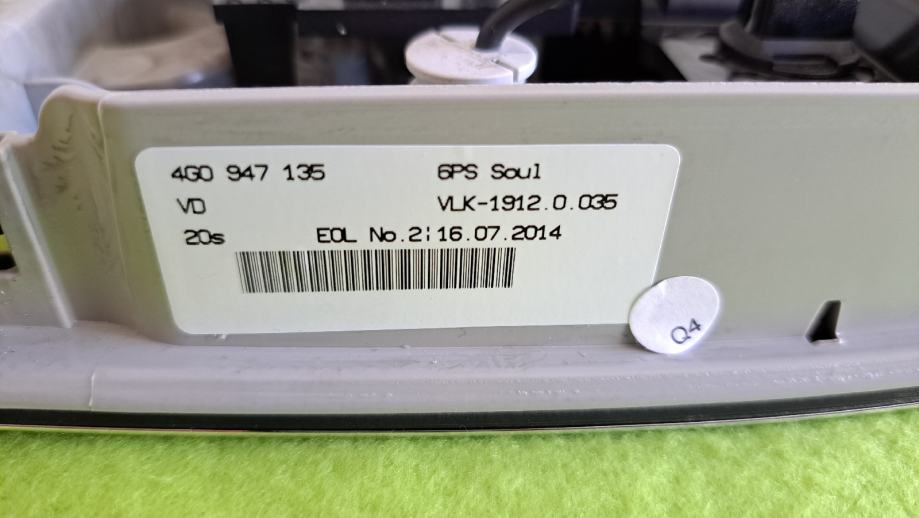 4G0 947 135 6PS Soul
VD VLK-1912.0.035
20s EOL No.2¦16.07.2014
Q4